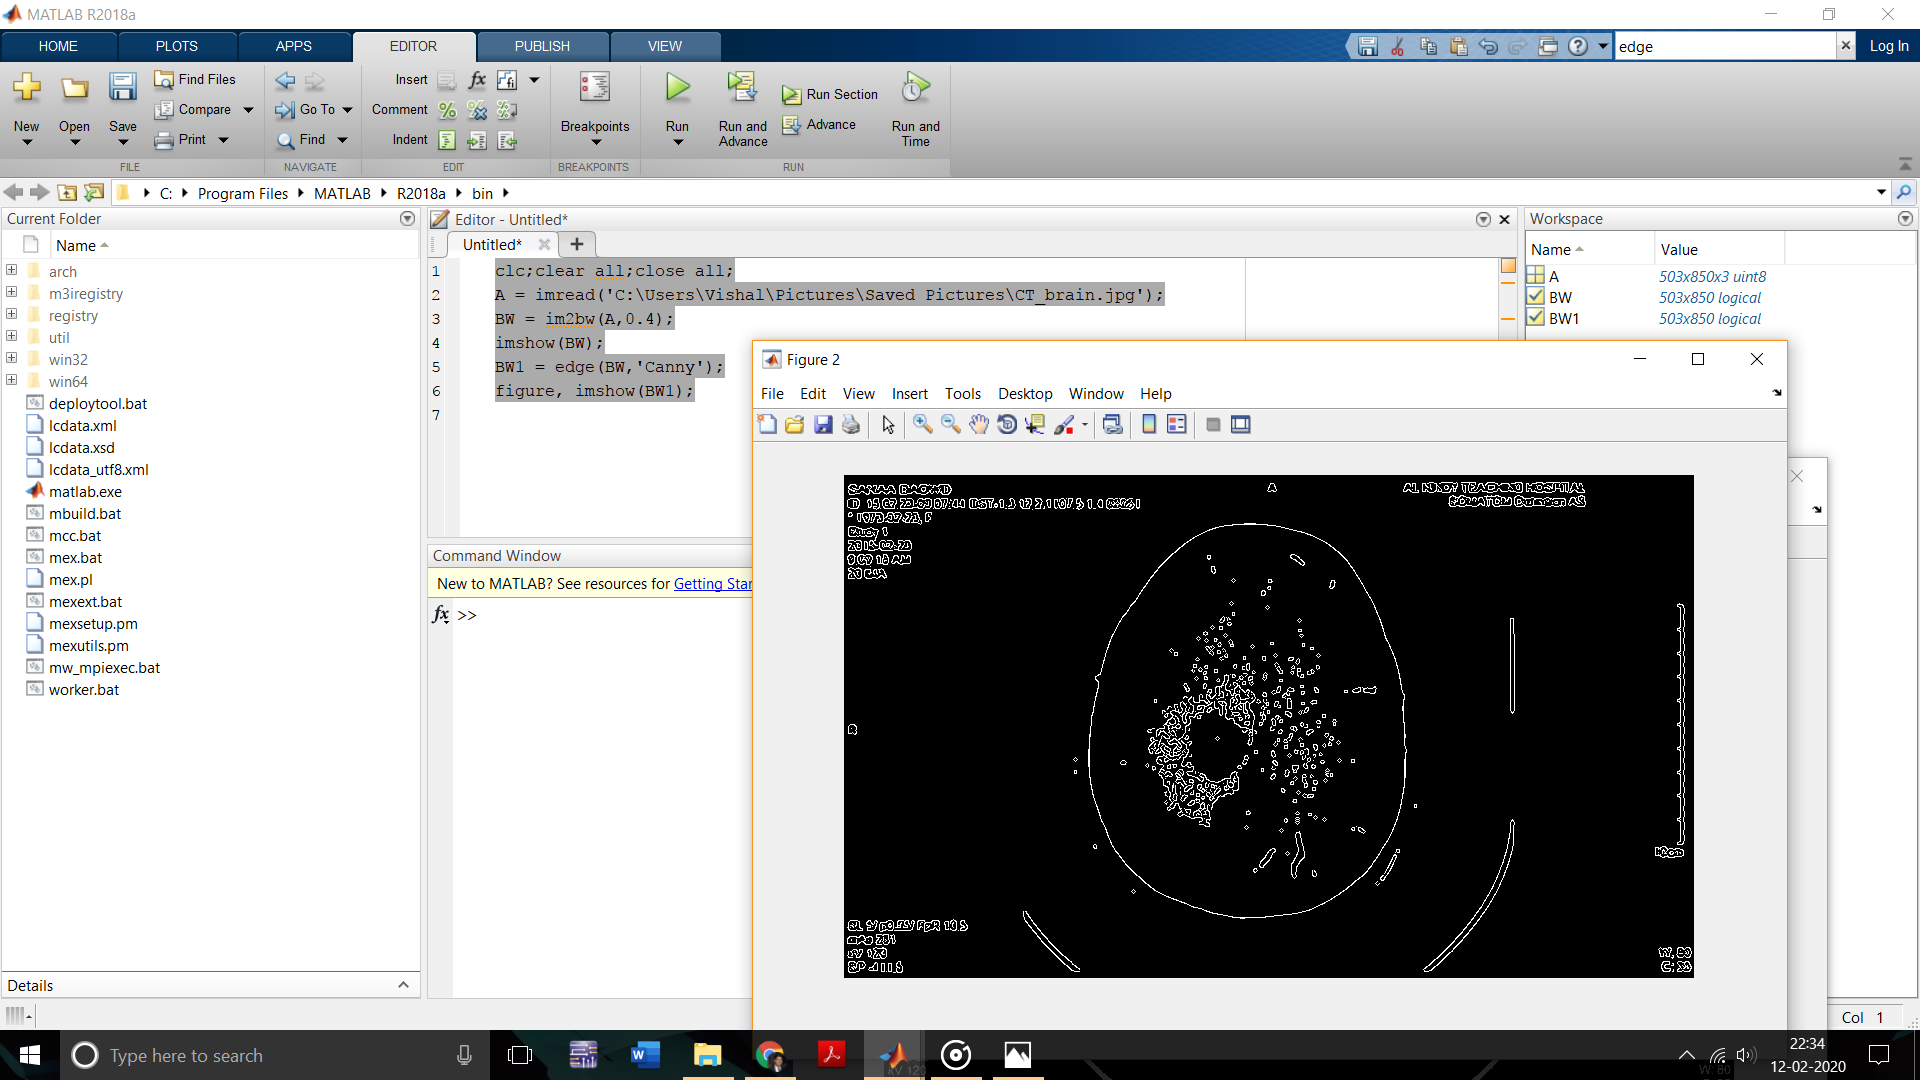 MATLAB R2018a
HOME PLOTS APPS EDITOR PUBLISH VIEW
edge
Log In
New Open Save
Find Files
Compare
Print
FILE
Go To
Find
NAVIGATE
Insert
Comment
Indent
EDIT
Breakpoints
BREAKPOINTS
Run
Run and Advance
Run Section
Advance
Run and Time
RUN
C: Program Files MATLAB R2018a bin
Current Folder
Name
arch
m3iregistry
registry
util
win32
win64
deploytool.bat
lcdata.xml
lcdata.xsd
lcdata_utf8.xml
matlab.exe
mbuild.bat
mcc.bat
mex.bat
mex.pl
mexext.bat
mexsetup.pm
mexutils.pm
mw_mpiexec.bat
worker.bat
Details
Editor - Untitled*
Untitled*
1 clc;clear all;close all;
2 A = imread('C:\Users\Vishal\Pictures\Saved Pictures\CT_brain.jpg');
3 BW = im2bw(A,0.4);
4 imshow(BW);
5 BW1 = edge(BW,'Canny');
6 figure, imshow(BW1);
7
Command Window
New to MATLAB? See resources for Getting Star
fx >>
Workspace
Name Value
A 503x850x3 uint8
BW 503x850 logical
BW1 503x850 logical
Figure 2
File Edit View Insert Tools Desktop Window Help
A
AL KINDY TEACHING HOSPITAL
R
Col 1
Type here to search
KV 120
W: 80
22:34
12-02-2020